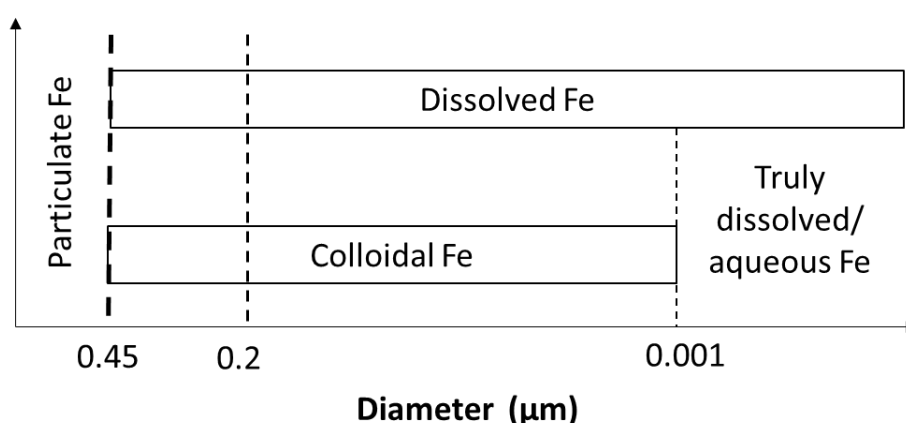 Particulate Fe
Dissolved Fe
Colloidal Fe
Truly
dissolved/
aqueous Fe
0.45
0.2
0.001
Diameter (μm)